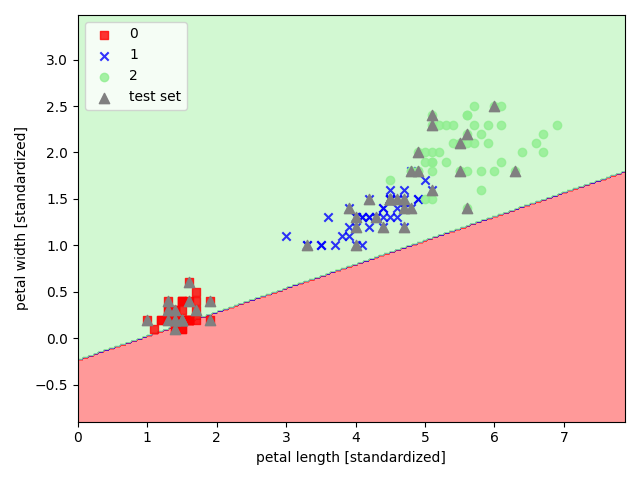 0
1
2
test set
3.0
2.5
2.0
1.5
1.0
0.5
0.0
−0.5
petal width [standardized]
0 1 2 3 4 5 6 7
petal length [standardized]